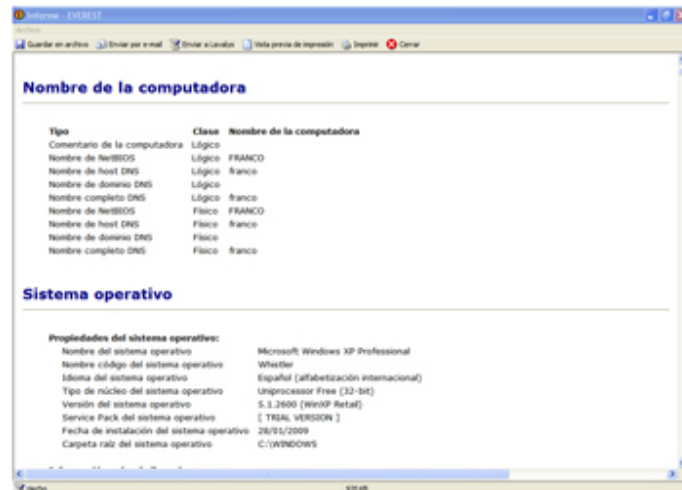 Informe - EVEREST
Archivo
Guardar en archivo Enviar por e-mail Enviar a Lavalys Vista previa de impresión Imprimir Cerrar
Nombre de la computadora
Tipo Clase Nombre de la computadora
Comentario de la computadora Lógico
Nombre de NetBIOS Lógico FRANCO
Nombre de host DNS Lógico franco
Nombre de dominio DNS Lógico
Nombre completo DNS Lógico franco
Nombre de NetBIOS Físico FRANCO
Nombre de host DNS Físico franco
Nombre de dominio DNS Físico
Nombre completo DNS Físico franco
Sistema operativo
Propiedades del sistema operativo:
Nombre del sistema operativo Microsoft Windows XP Professional
Nombre código del sistema operativo Whistler
Idioma del sistema operativo Español (alfabetización internacional)
Tipo de núcleo del sistema operativo Uniprocessor Free (32-bit)
Versión del sistema operativo 5.1.2600 (WinXP Retail)
Service Pack del sistema operativo [ TRIAL VERSION ]
Fecha de instalación del sistema operativo 28/01/2009
Carpeta raíz del sistema operativo C:\WINDOWS
Hecho